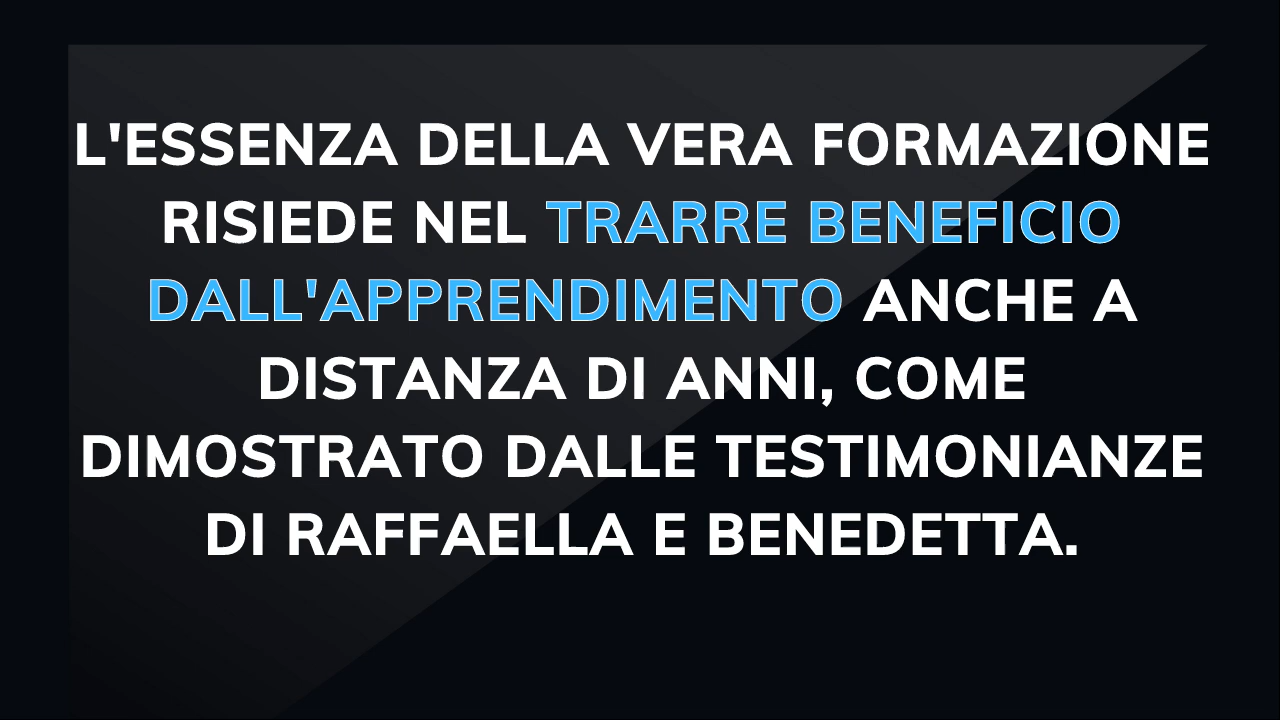 L'ESSENZA DELLA VERA FORMAZIONE
RISIEDE NEL TRARRE BENEFICIO
DALL'APPRENDIMENTO ANCHE A
DISTANZA DI ANNI, COME
DIMOSTRATO DALLE TESTIMONIANZE
DI RAFFAELLA E BENEDETTA.